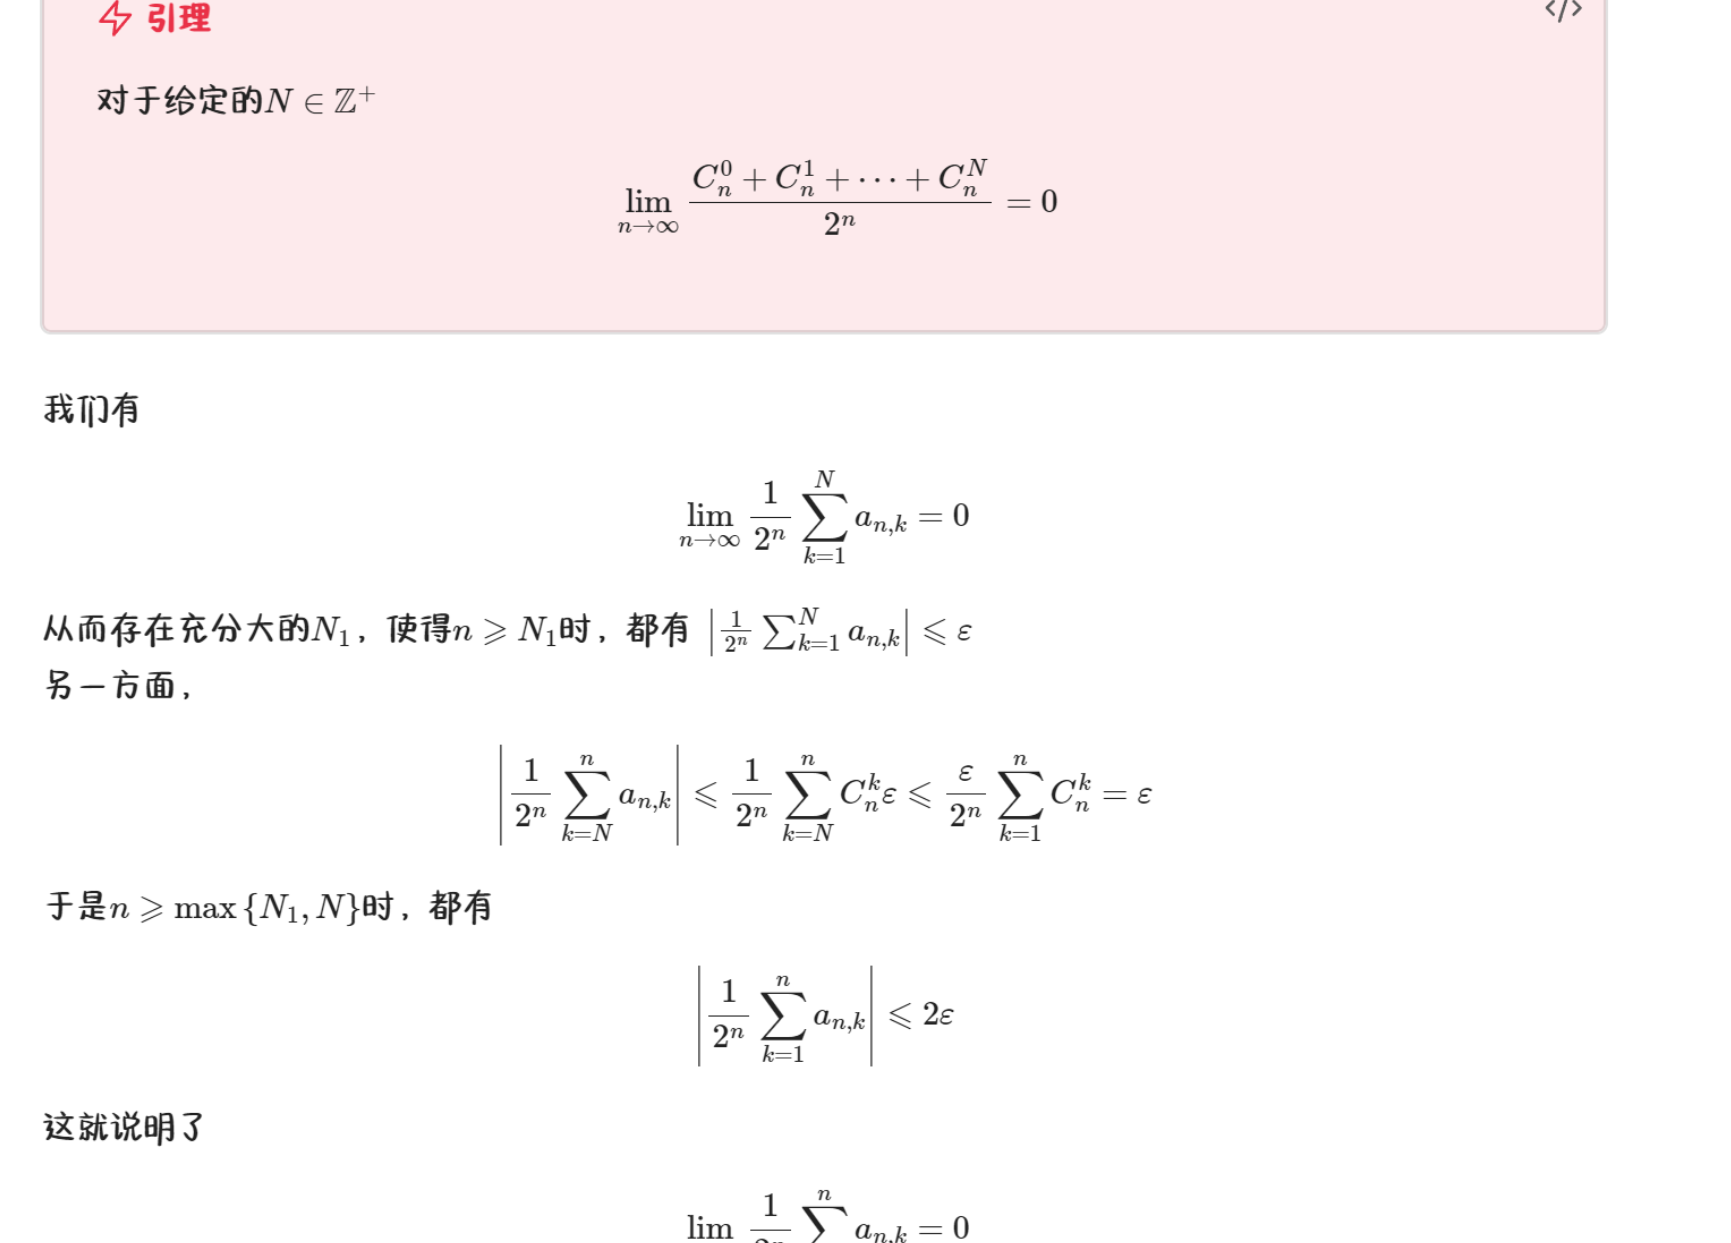 引理
</>
对于给定的$N \in \mathbb{Z}^+$
$$\lim_{n \to \infty} \frac{C_n^0 + C_n^1 + \cdots + C_n^N}{2^n} = 0$$
我们有
$$\lim_{n \to \infty} \frac{1}{2^n} \sum_{k=1}^{N} a_{n,k} = 0$$
从而存在充分大的$N_1$，使得$n \geqslant N_1$时，都有 $\left| \frac{1}{2^n} \sum_{k=1}^{N} a_{n,k} \right| \leqslant \varepsilon$
另一方面，
$$\left| \frac{1}{2^n} \sum_{k=N}^{n} a_{n,k} \right| \leqslant \frac{1}{2^n} \sum_{k=N}^{n} C_n^k \varepsilon \leqslant \frac{\varepsilon}{2^n} \sum_{k=1}^{n} C_n^k = \varepsilon$$
于是$n \geqslant \max \{N_1, N\}$时，都有
$$\left| \frac{1}{2^n} \sum_{k=1}^{n} a_{n,k} \right| \leqslant 2\varepsilon$$
这就说明了
$$\lim \frac{1}{2^n} \sum^{n} a_{n,k} = 0$$